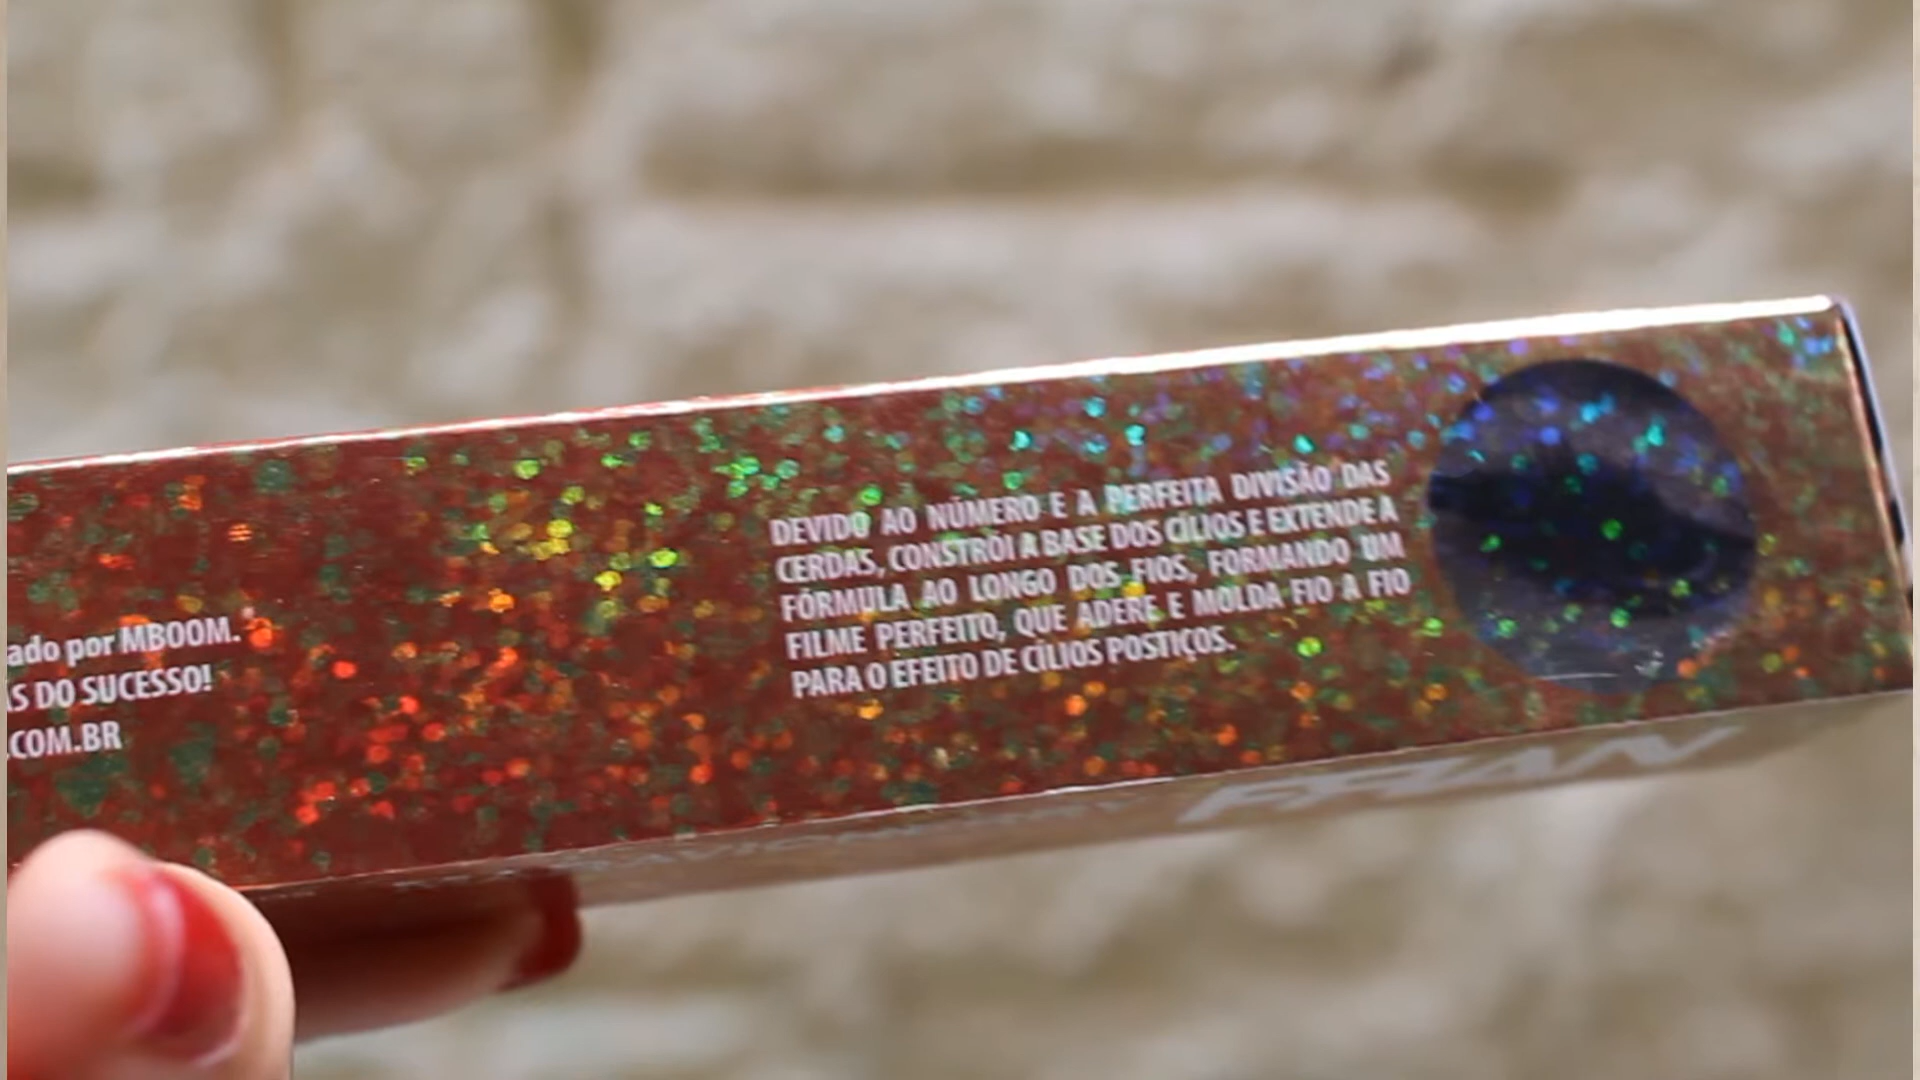 ado por MBOOM.
AS DO SUCESSO!
.COM.BR
DEVIDO AO NÚMERO E A PERFEITA DIVISÃO DAS
CERDAS, CONSTRÓI A BASE DOS CÍLIOS E EXTENDE A
FÓRMULA AO LONGO DOS FIOS, FORMANDO UM
FILME PERFEITO, QUE ADERE E MOLDA FIO A FIO
PARA O EFEITO DE CÍLIOS POSTIÇOS.